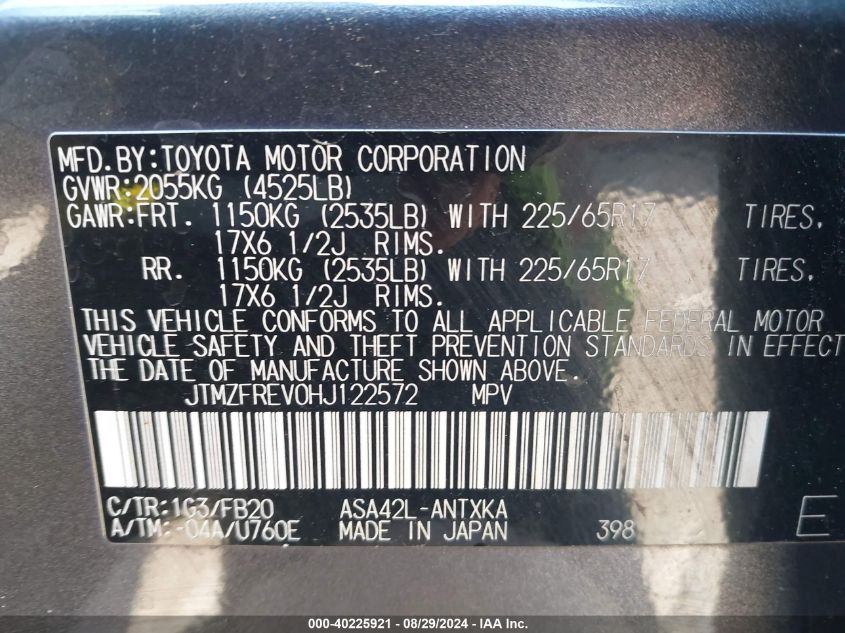 MFD.BY:TOYOTA MOTOR CORPORATION
GVWR:2055KG (4525LB)
GAWR:FRT. 1150KG (2535LB) WITH 225/65R17 TIRES,
17X6 1/2J RIMS.
RR. 1150KG (2535LB) WITH 225/65R17 TIRES,
17X6 1/2J RIMS.
THIS VEHICLE CONFORMS TO ALL APPLICABLE FEDERAL MOTOR
VEHICLE SAFETY AND THEFT PREVENTION STANDARDS IN EFFECT
THE DATE OF MANUFACTURE SHOWN ABOVE.
JTMZFREV0HJ122572 MPV
C/TR:1G3/FB20 ASA42L-ANTXKA
A/TM:-04A/U760E MADE IN JAPAN 398 E
000-40225921 - 08/29/2024 - IAA Inc.